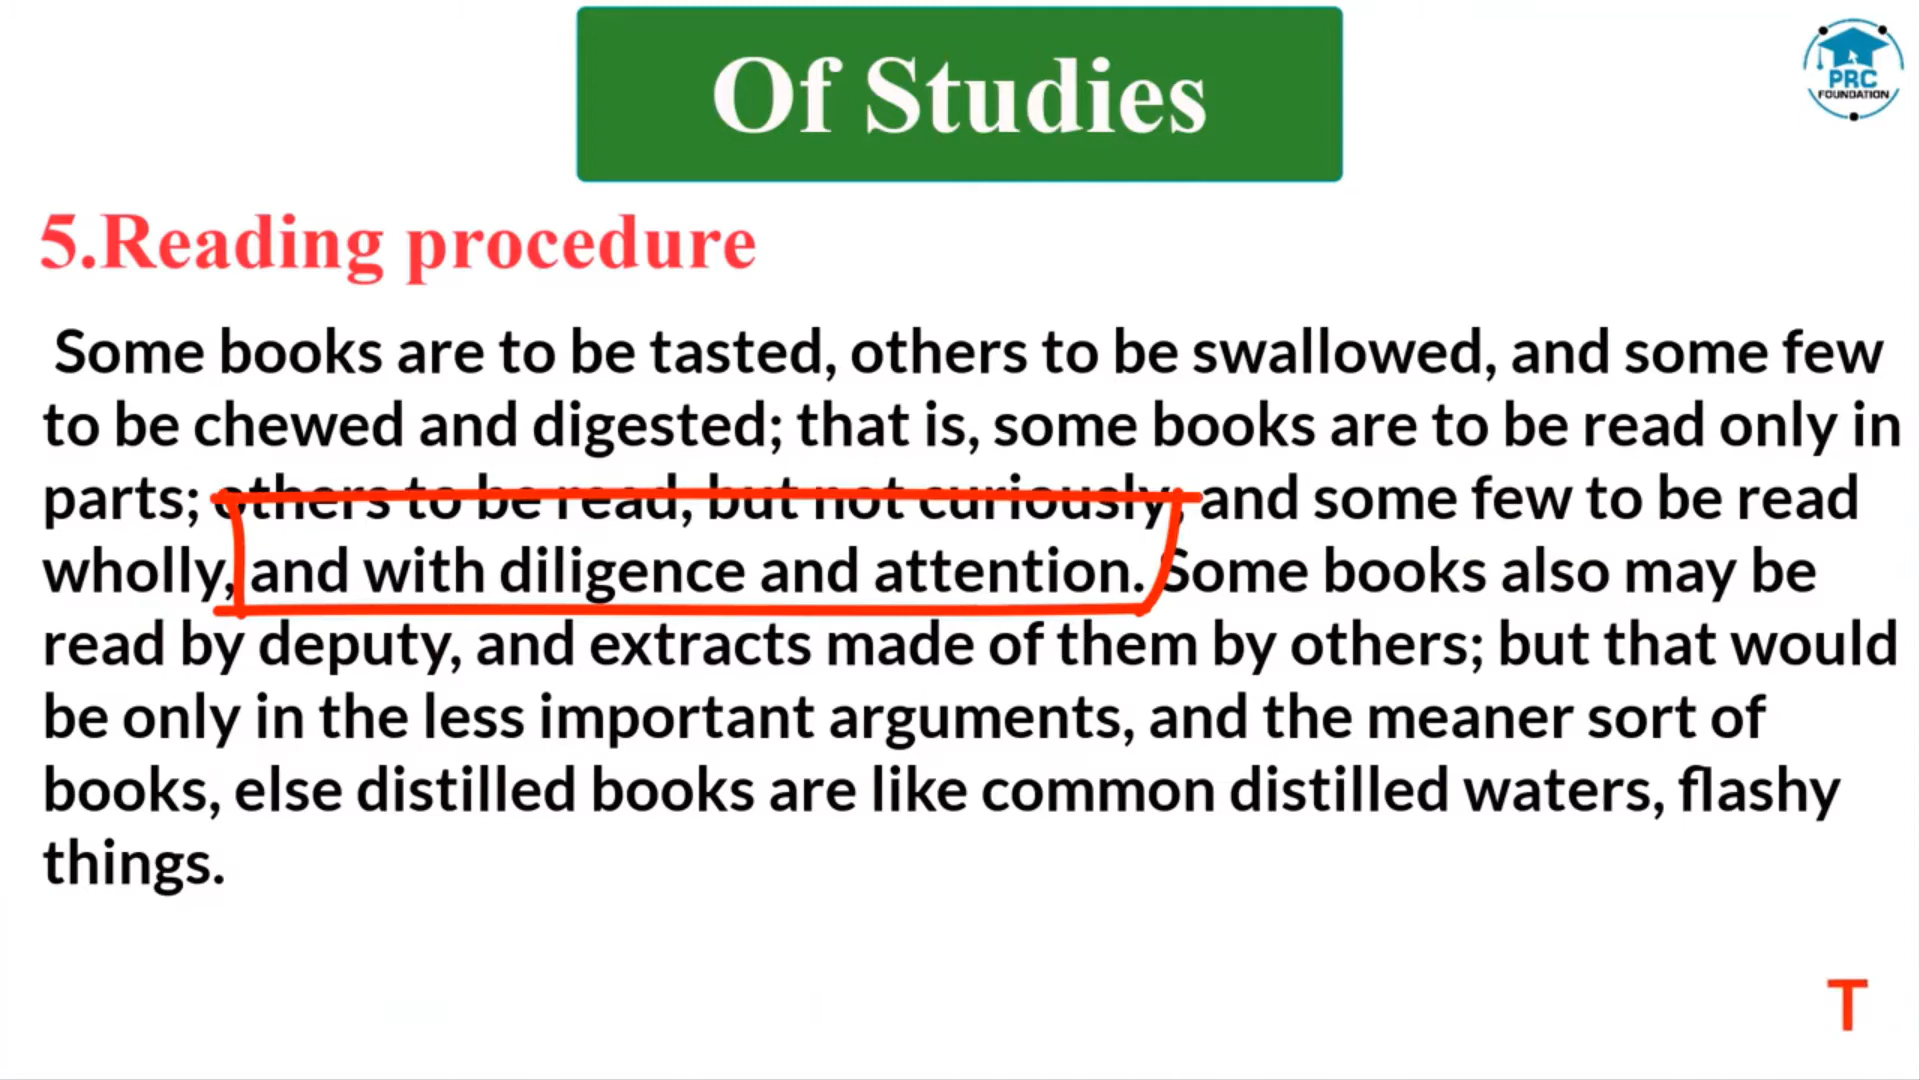 Of Studies
PRC
FOUNDATION
5.Reading procedure
Some books are to be tasted, others to be swallowed, and some few
to be chewed and digested; that is, some books are to be read only in
parts; others to be read, but not curiously; and some few to be read
wholly, and with diligence and attention. Some books also may be
read by deputy, and extracts made of them by others; but that would
be only in the less important arguments, and the meaner sort of
books, else distilled books are like common distilled waters, flashy
things.
T